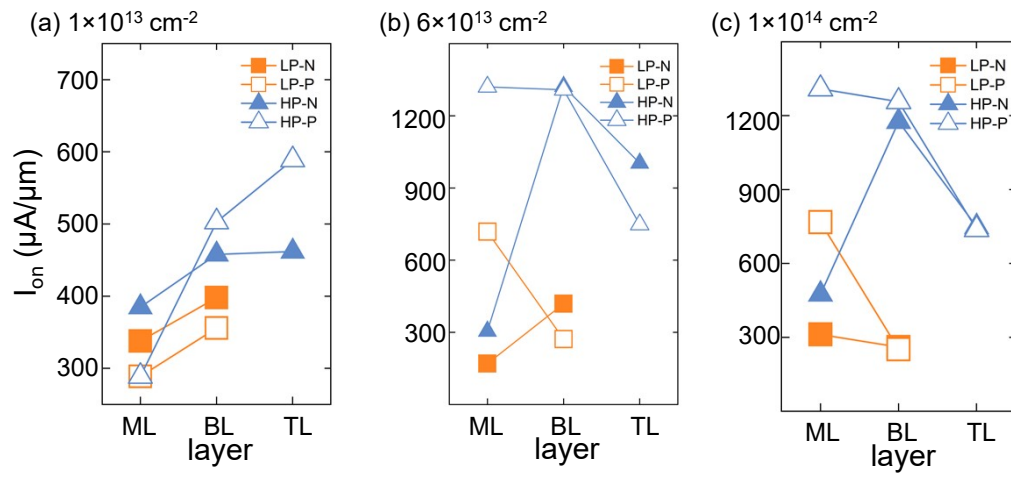 (a) 1×10¹³ cm⁻²
LP-N
LP-P
HP-N
HP-P
700
600
500
400
300
Iₒₙ (μA/μm)
ML BL TL
layer
(b) 6×10¹³ cm⁻²
LP-N
LP-P
HP-N
HP-P
1200
900
600
300
ML BL TL
layer
(c) 1×10¹⁴ cm⁻²
LP-N
LP-P
HP-N
HP-P
1200
900
600
300
ML BL TL
layer